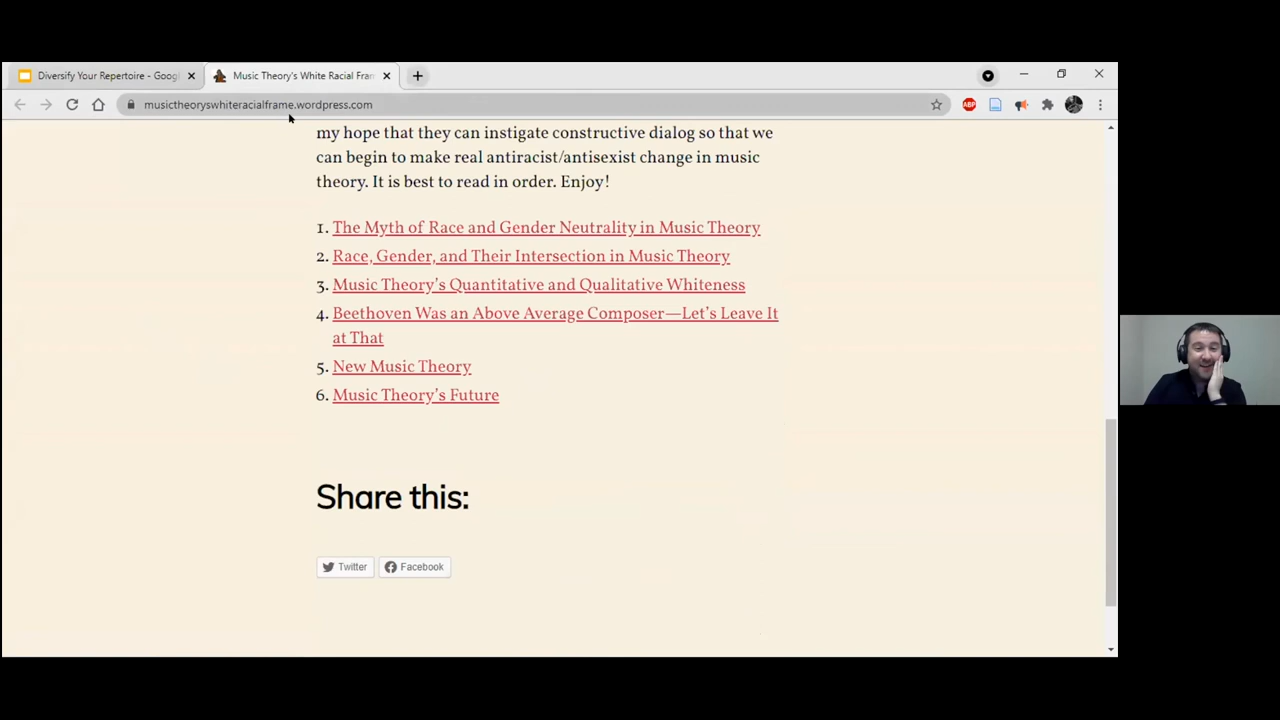 Diversify Your Repertoire - Googl
Music Theory's White Racial Fram
musictheoryswhiteracialframe.wordpress.com
ABP
my hope that they can instigate constructive dialog so that we
can begin to make real antiracist/antisexist change in music
theory. It is best to read in order. Enjoy!
1. The Myth of Race and Gender Neutrality in Music Theory
2. Race, Gender, and Their Intersection in Music Theory
3. Music Theory’s Quantitative and Qualitative Whiteness
4. Beethoven Was an Above Average Composer—Let’s Leave It
at That
5. New Music Theory
6. Music Theory’s Future
Share this:
Twitter
Facebook